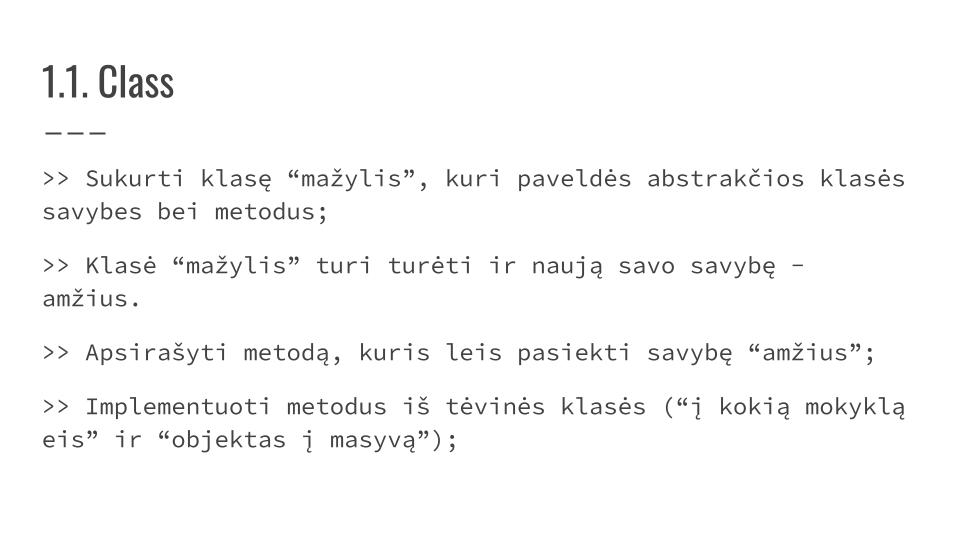 1.1. Class
———
>> Sukurti klasę “mažylis”, kuri paveldės abstrakčios klasės
savybes bei metodus;
>> Klasė “mažylis” turi turėti ir naują savo savybę -
amžius.
>> Apsirašyti metodą, kuris leis pasiekti savybę “amžius”;
>> Implementuoti metodus iš tėvinės klasės (“į kokią mokyklą
eis” ir “objektas į masyvą”);